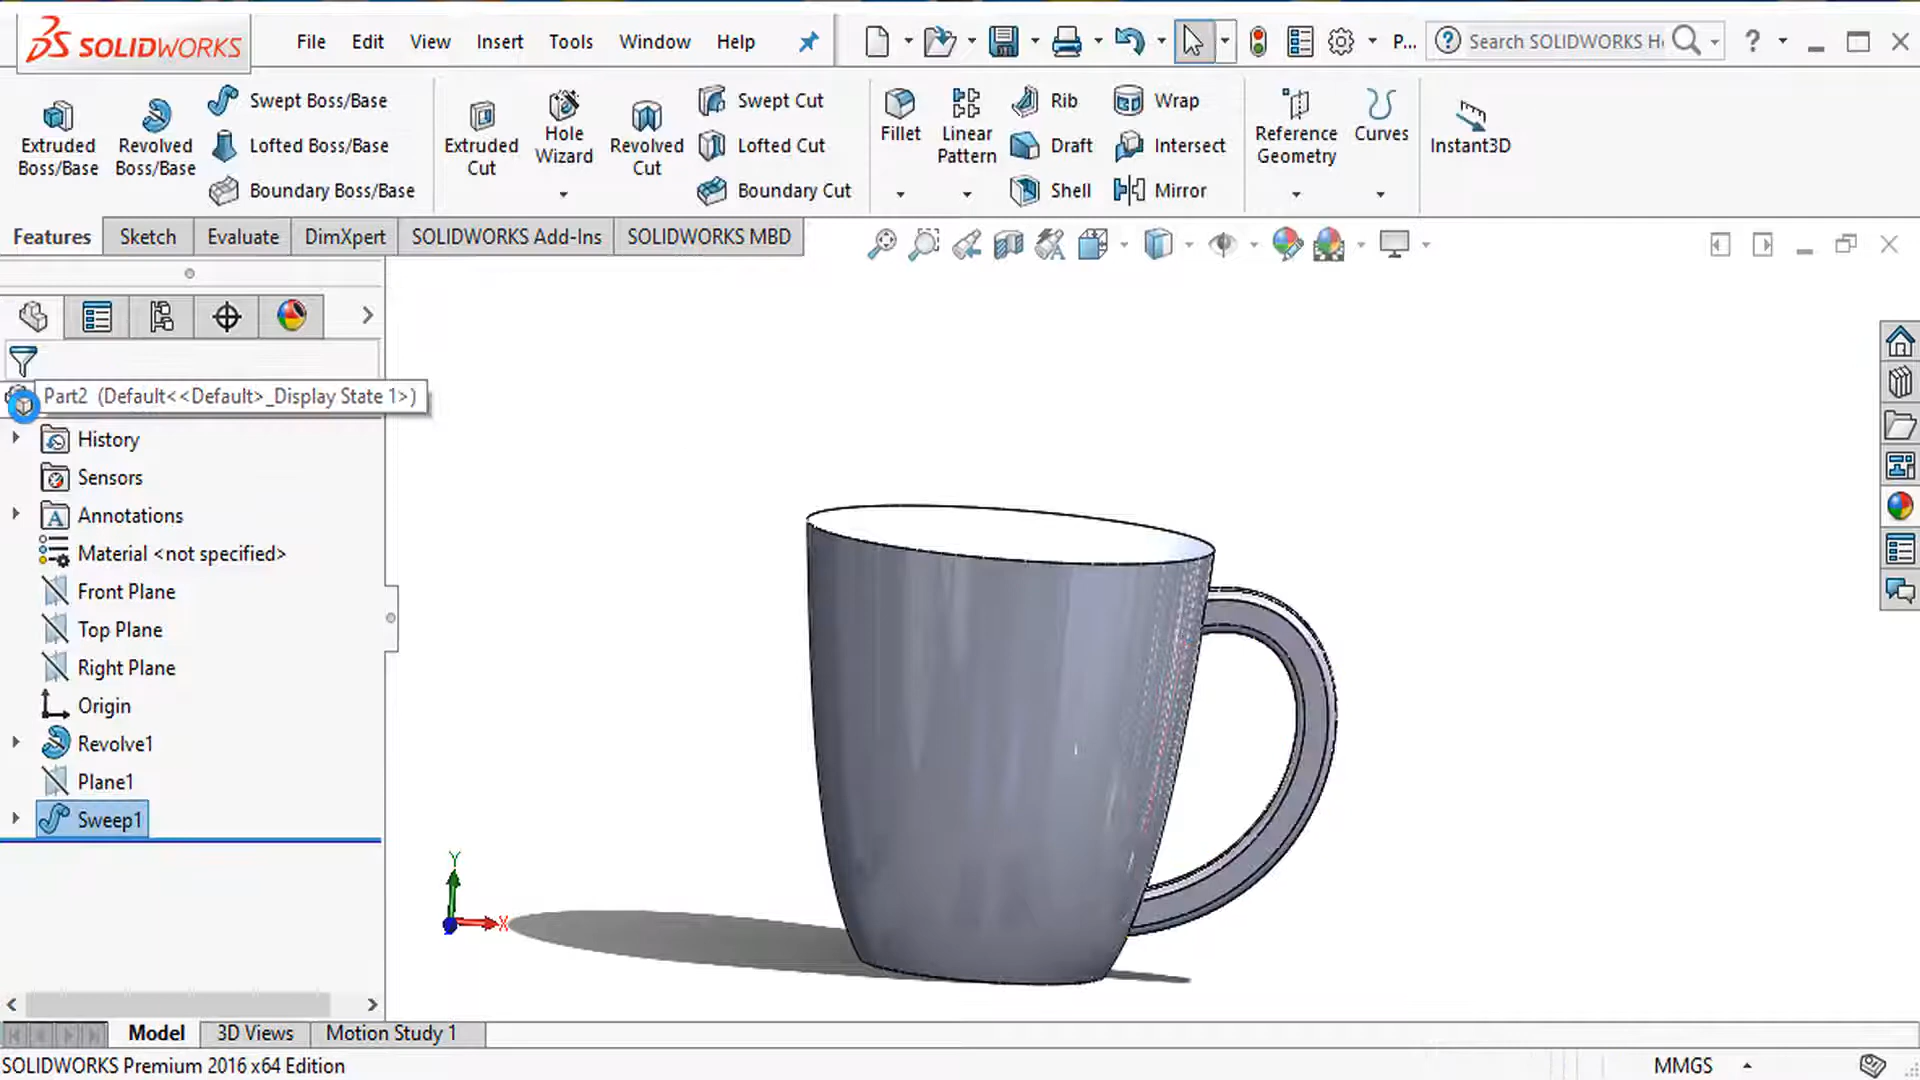 SOLIDWORKS
File Edit View Insert Tools Window Help
P...
Search SOLIDWORKS H
?
Extruded Boss/Base
Revolved Boss/Base
Swept Boss/Base
Lofted Boss/Base
Boundary Boss/Base
Extruded Cut
Hole Wizard
Revolved Cut
Swept Cut
Lofted Cut
Boundary Cut
Fillet
Linear Pattern
Rib
Draft
Shell
Wrap
Intersect
Mirror
Reference Geometry
Curves
Instant3D
Features Sketch Evaluate DimXpert SOLIDWORKS Add-Ins SOLIDWORKS MBD
Part2 (Default<<Default>_Display State 1>)
History
Sensors
Annotations
Material <not specified>
Front Plane
Top Plane
Right Plane
Origin
Revolve1
Plane1
Sweep1
Y
X
Model 3D Views Motion Study 1
SOLIDWORKS Premium 2016 x64 Edition
MMGS